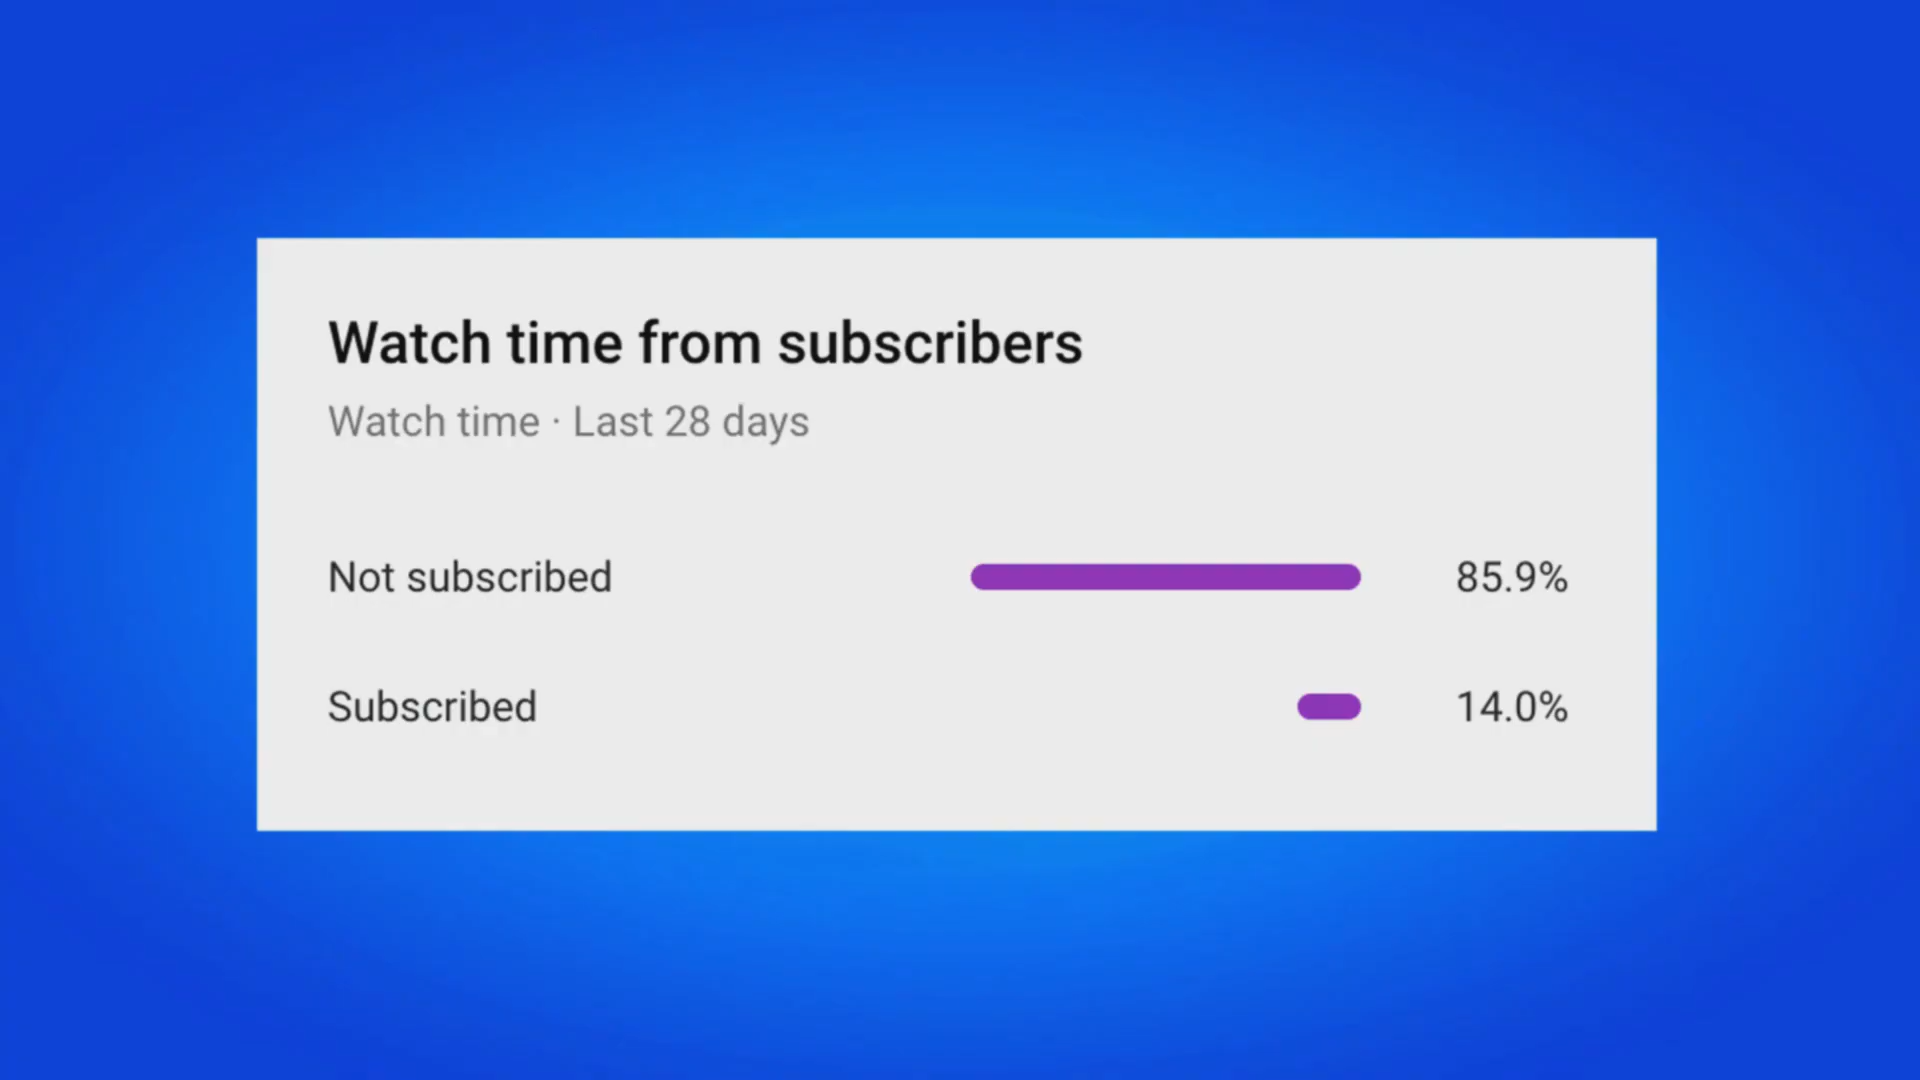 Watch time from subscribers
Watch time · Last 28 days
Not subscribed 85.9%
Subscribed 14.0%